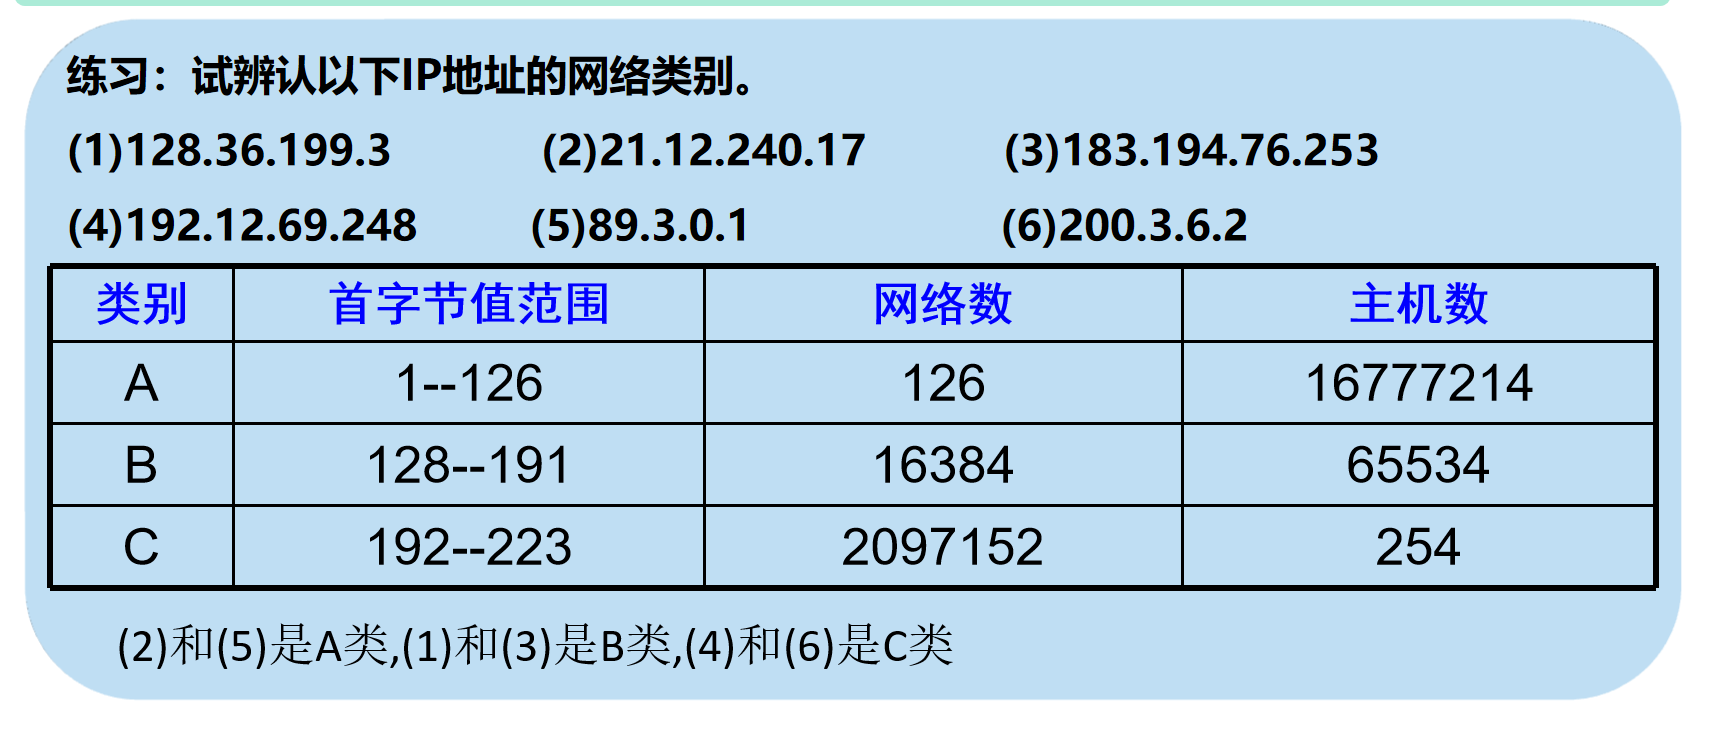 练习：试辨认以下IP地址的网络类别。
(1)128.36.199.3 (2)21.12.240.17 (3)183.194.76.253
(4)192.12.69.248 (5)89.3.0.1 (6)200.3.6.2
类别 首字节值范围 网络数 主机数
A 1--126 126 16777214
B 128--191 16384 65534
C 192--223 2097152 254
(2)和(5)是A类,(1)和(3)是B类,(4)和(6)是C类